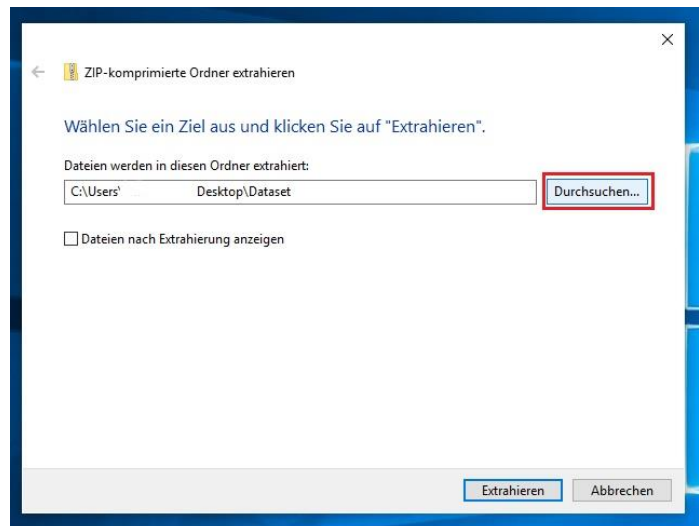 ZIP-komprimierte Ordner extrahieren
Wählen Sie ein Ziel aus und klicken Sie auf "Extrahieren".
Dateien werden in diesen Ordner extrahiert:
C:\Users\ Desktop\Dataset Durchsuchen...
Dateien nach Extrahierung anzeigen
Extrahieren Abbrechen